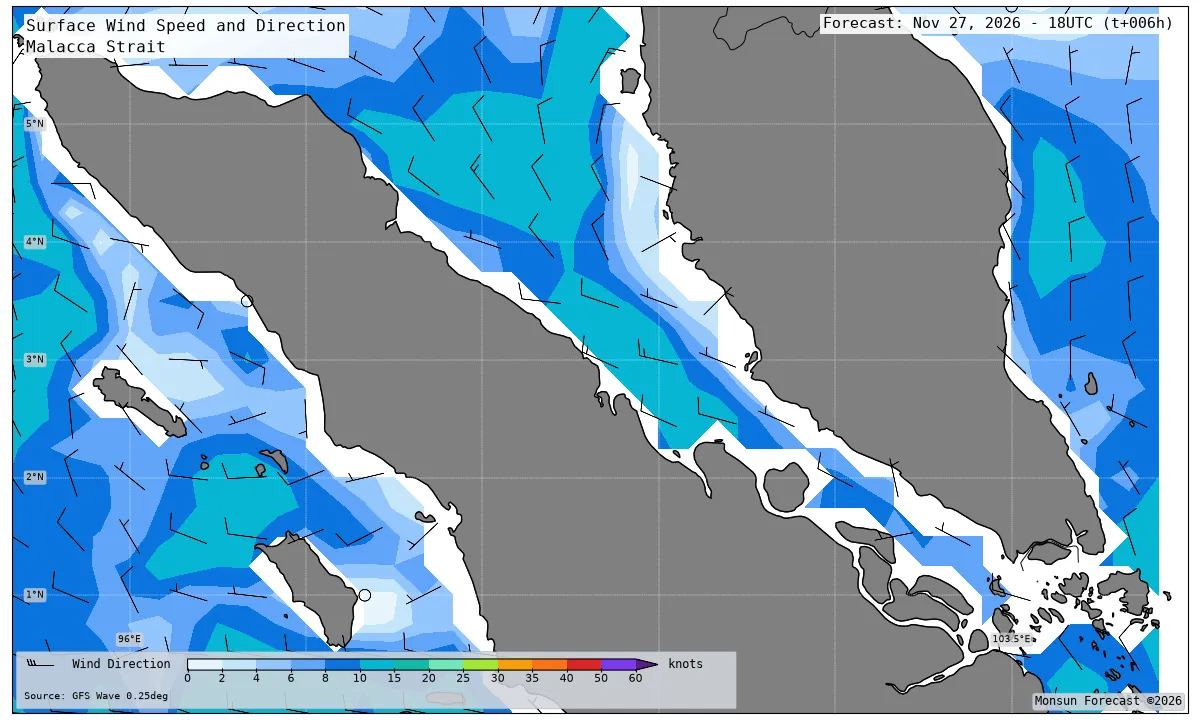 Surface Wind Speed and Direction
Malacca Strait
Forecast: Nov 27, 2026 - 18UTC (t+006h)
5°N
4°N
3°N
2°N
1°N
96°E
103.5°E
Wind Direction
0 2 4 6 8 10 12 15 20 25 30 35 40 50 60
knots
Source: GFS Wave 0.25deg
Monsun Forecast ©2026